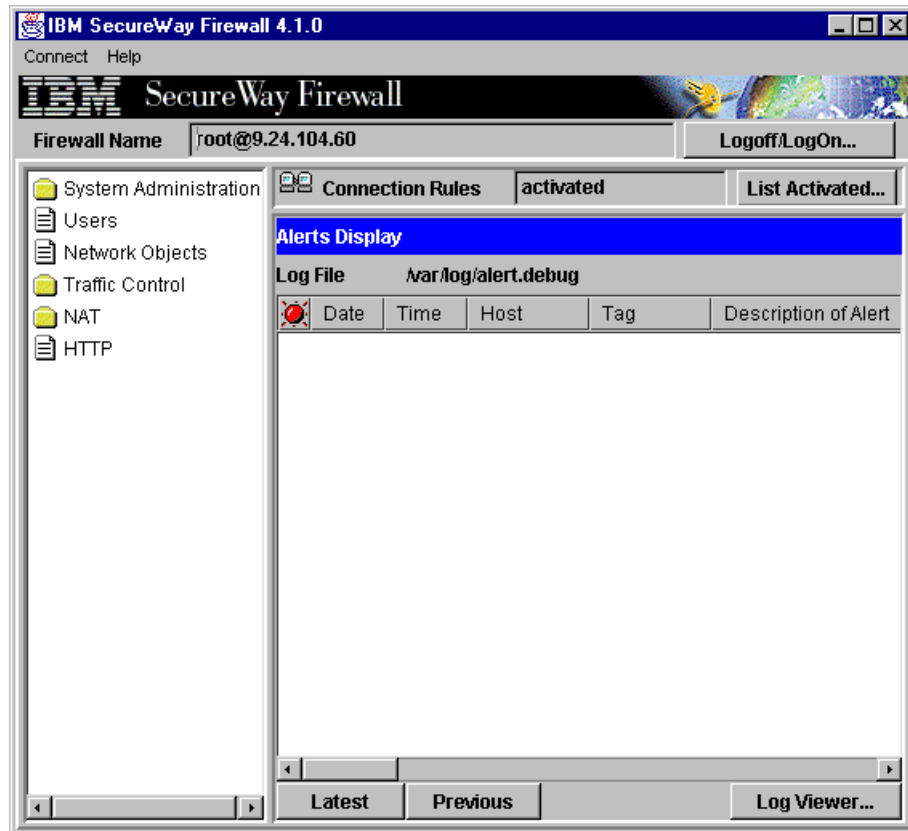 IBM SecureWay Firewall 4.1.0
Connect Help
IBM SecureWay Firewall
Firewall Name root@9.24.104.60 Logoff/LogOn...
System Administration
Users
Network Objects
Traffic Control
NAT
HTTP
Connection Rules activated List Activated...
Alerts Display
Log File /var/log/alert.debug
Date Time Host Tag Description of Alert
Latest Previous Log Viewer...